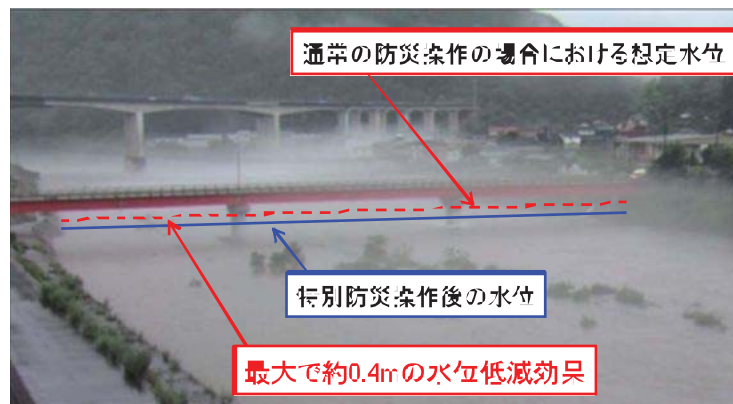 通常の防災操作の場合における想定水位
特別防災操作後の水位
最大で約0.4mの水位低減効果